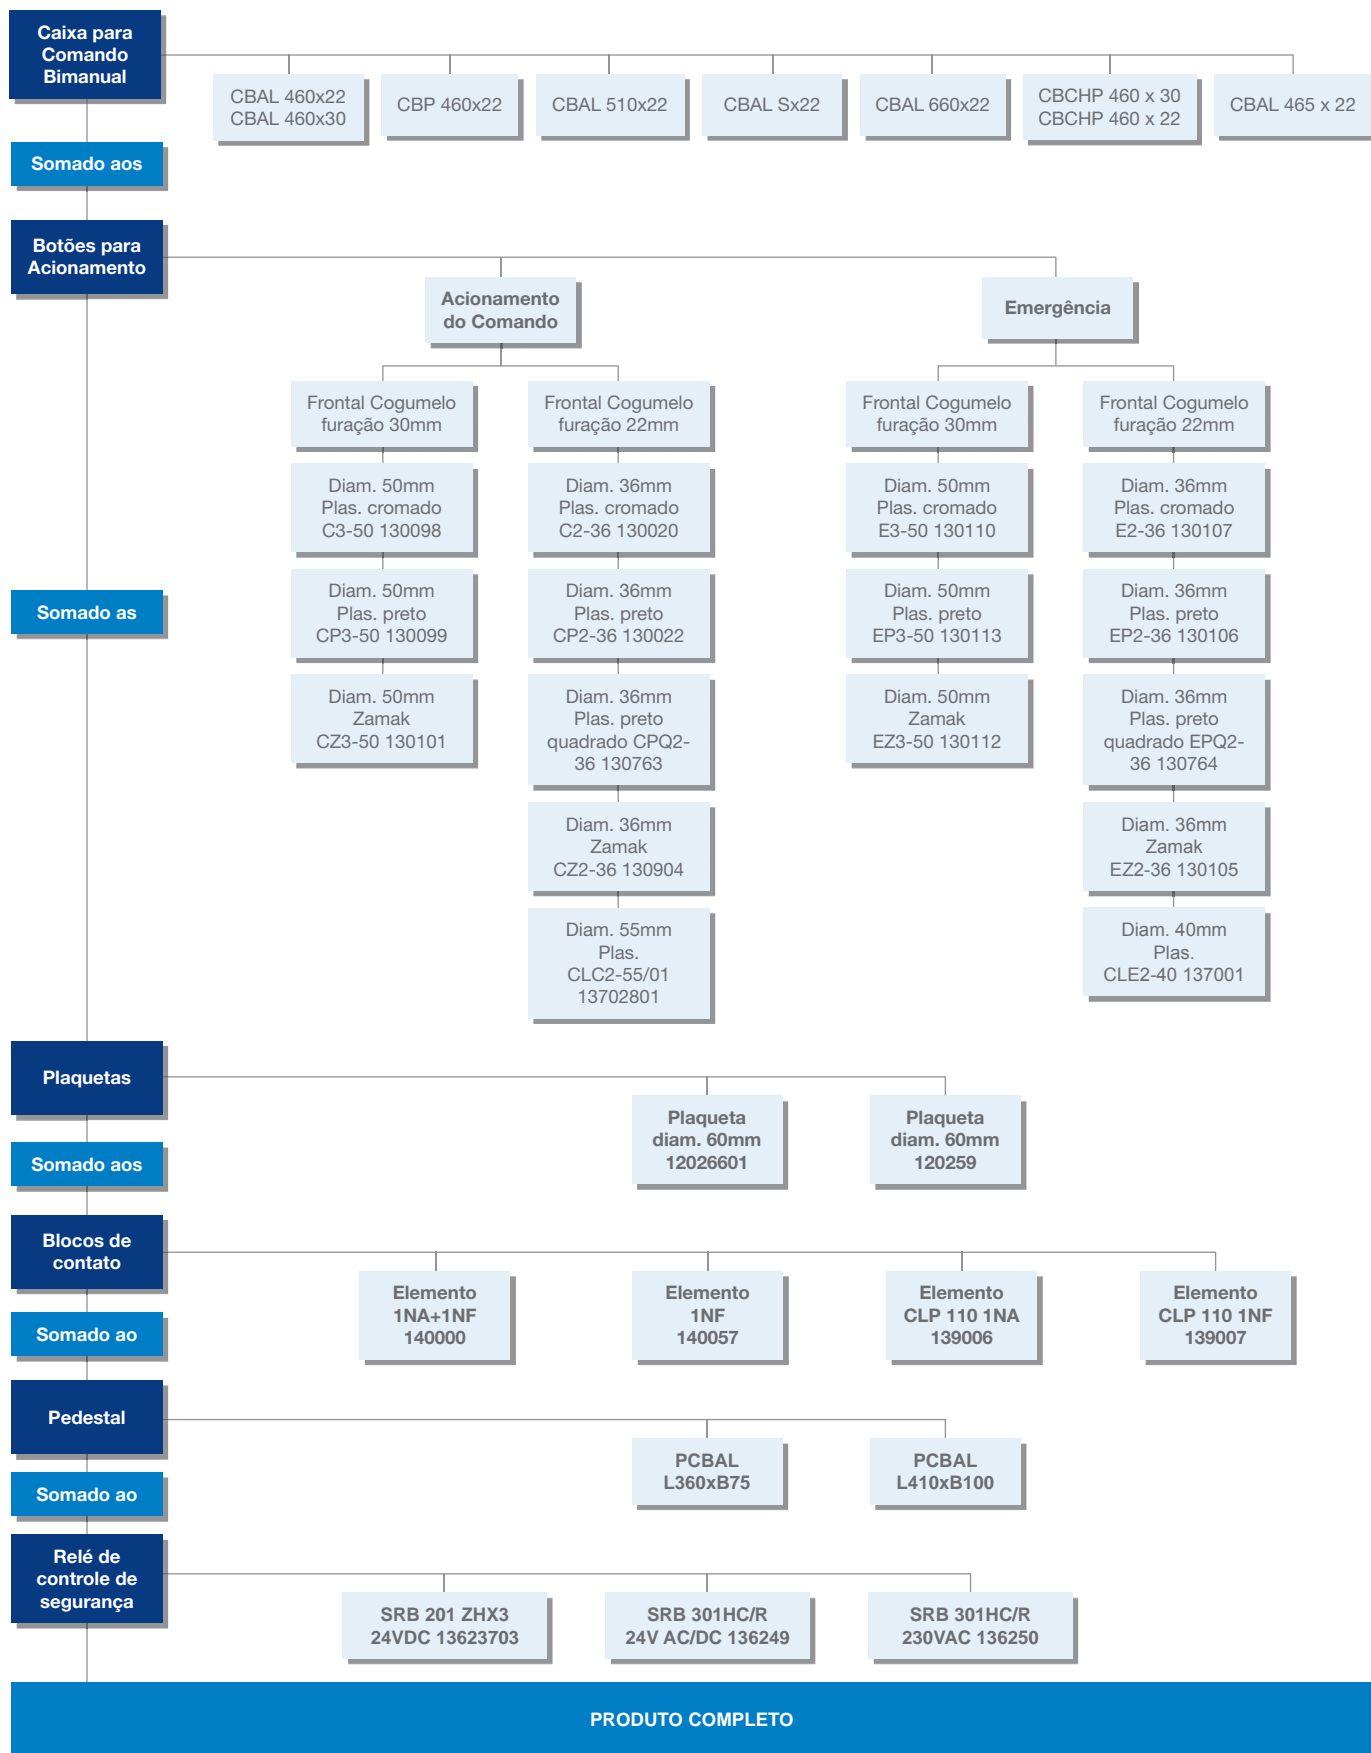 Caixa para
Comando
Bimanual
CBAL 460x22
CBAL 460x30
CBP 460x22
CBAL 510x22
CBAL Sx22
CBAL 660x22
CBCHP 460 x 30
CBCHP 460 x 22
CBAL 465 x 22
Somado aos
Botões para
Acionamento
Acionamento
do Comando
Emergência
Frontal Cogumelo
furação 30mm
Diam. 50mm
Plas. cromado
C3-50 130098
Diam. 50mm
Plas. preto
CP3-50 130099
Diam. 50mm
Zamak
CZ3-50 130101
Frontal Cogumelo
furação 22mm
Diam. 36mm
Plas. cromado
C2-36 130020
Diam. 36mm
Plas. preto
CP2-36 130022
Diam. 36mm
Plas. preto
quadrado CPQ2-
36 130763
Diam. 36mm
Zamak
CZ2-36 130904
Diam. 55mm
Plas.
CLC2-55/01
13702801
Frontal Cogumelo
furação 30mm
Diam. 50mm
Plas. cromado
E3-50 130110
Diam. 50mm
Plas. preto
EP3-50 130113
Diam. 50mm
Zamak
EZ3-50 130112
Frontal Cogumelo
furação 22mm
Diam. 36mm
Plas. cromado
E2-36 130107
Diam. 36mm
Plas. preto
EP2-36 130106
Diam. 36mm
Plas. preto
quadrado EPQ2-
36 130764
Diam. 36mm
Zamak
EZ2-36 130105
Diam. 40mm
Plas.
CLE2-40 137001
Somado as
Plaquetas
Plaqueta
diam. 60mm
12026601
Plaqueta
diam. 60mm
120259
Somado aos
Blocos de
contato
Elemento
1NA+1NF
140000
Elemento
1NF
140057
Elemento
CLP 110 1NA
139006
Elemento
CLP 110 1NF
139007
Somado ao
Pedestal
PCBAL
L360xB75
PCBAL
L410xB100
Somado ao
Relé de
controle de
segurança
SRB 201 ZHX3
24VDC 13623703
SRB 301HC/R
24V AC/DC 136249
SRB 301HC/R
230VAC 136250
PRODUTO COMPLETO